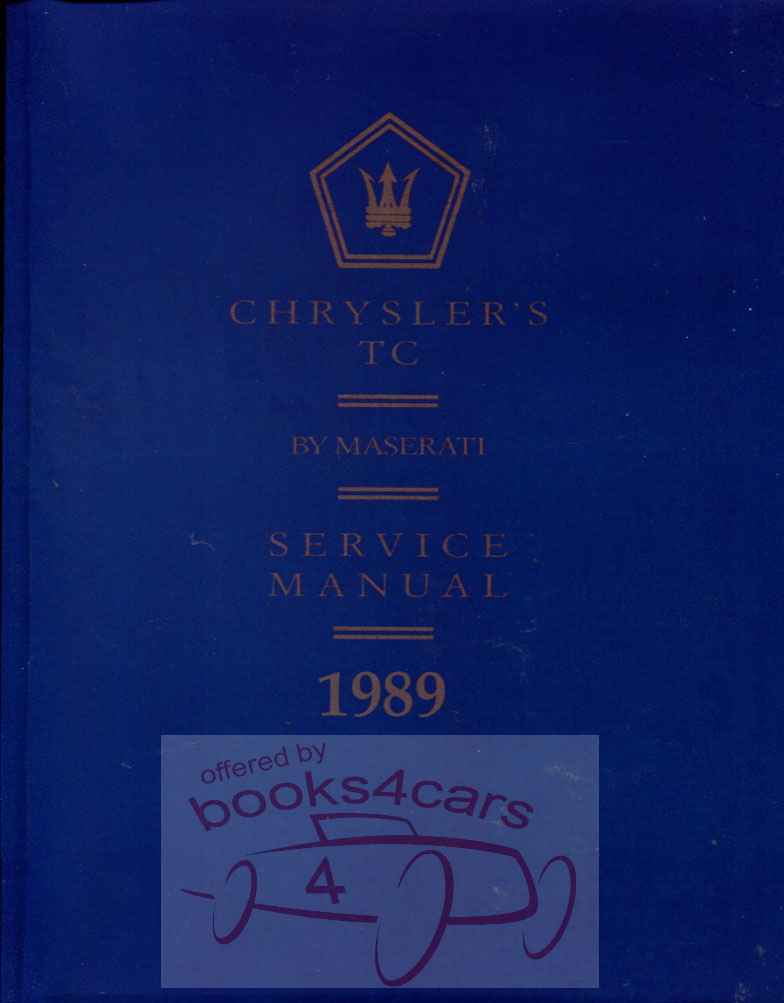 CHRYSLER'S
TC
BY MASERATI
SERVICE
MANUAL
1989
offered by
books4cars
4